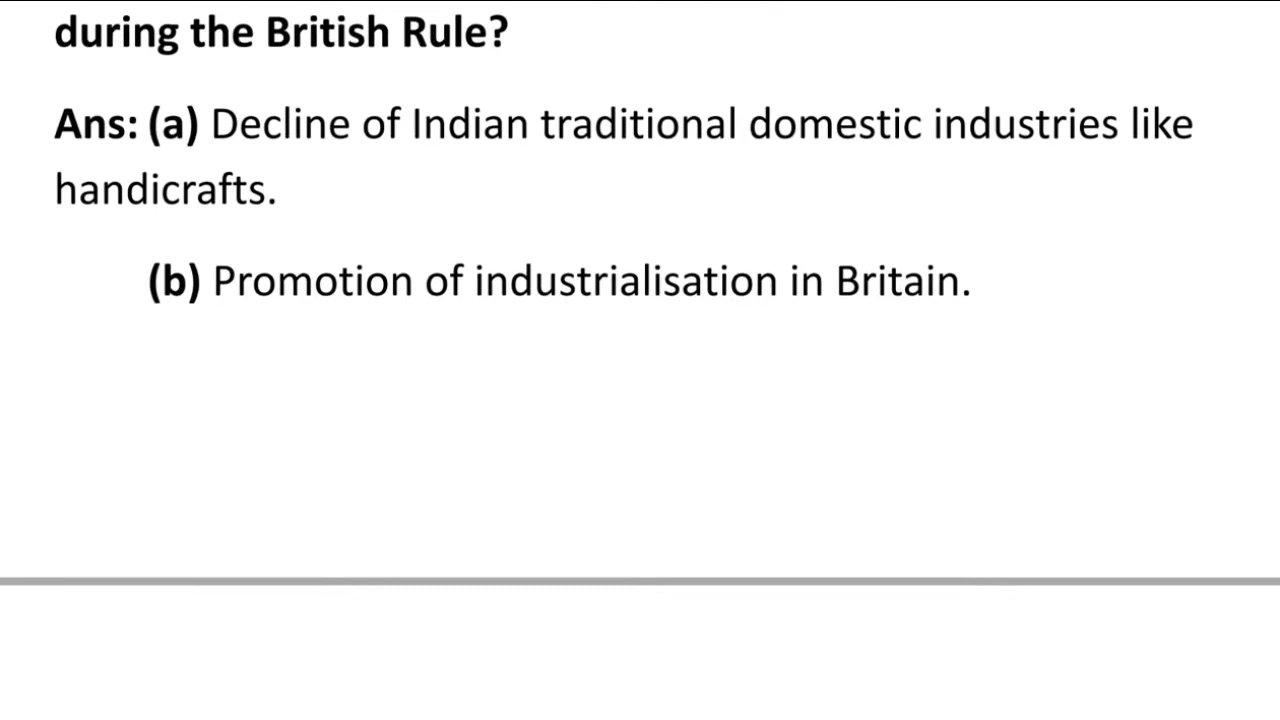 during the British Rule?
Ans: (a) Decline of Indian traditional domestic industries like
handicrafts.
(b) Promotion of industrialisation in Britain.